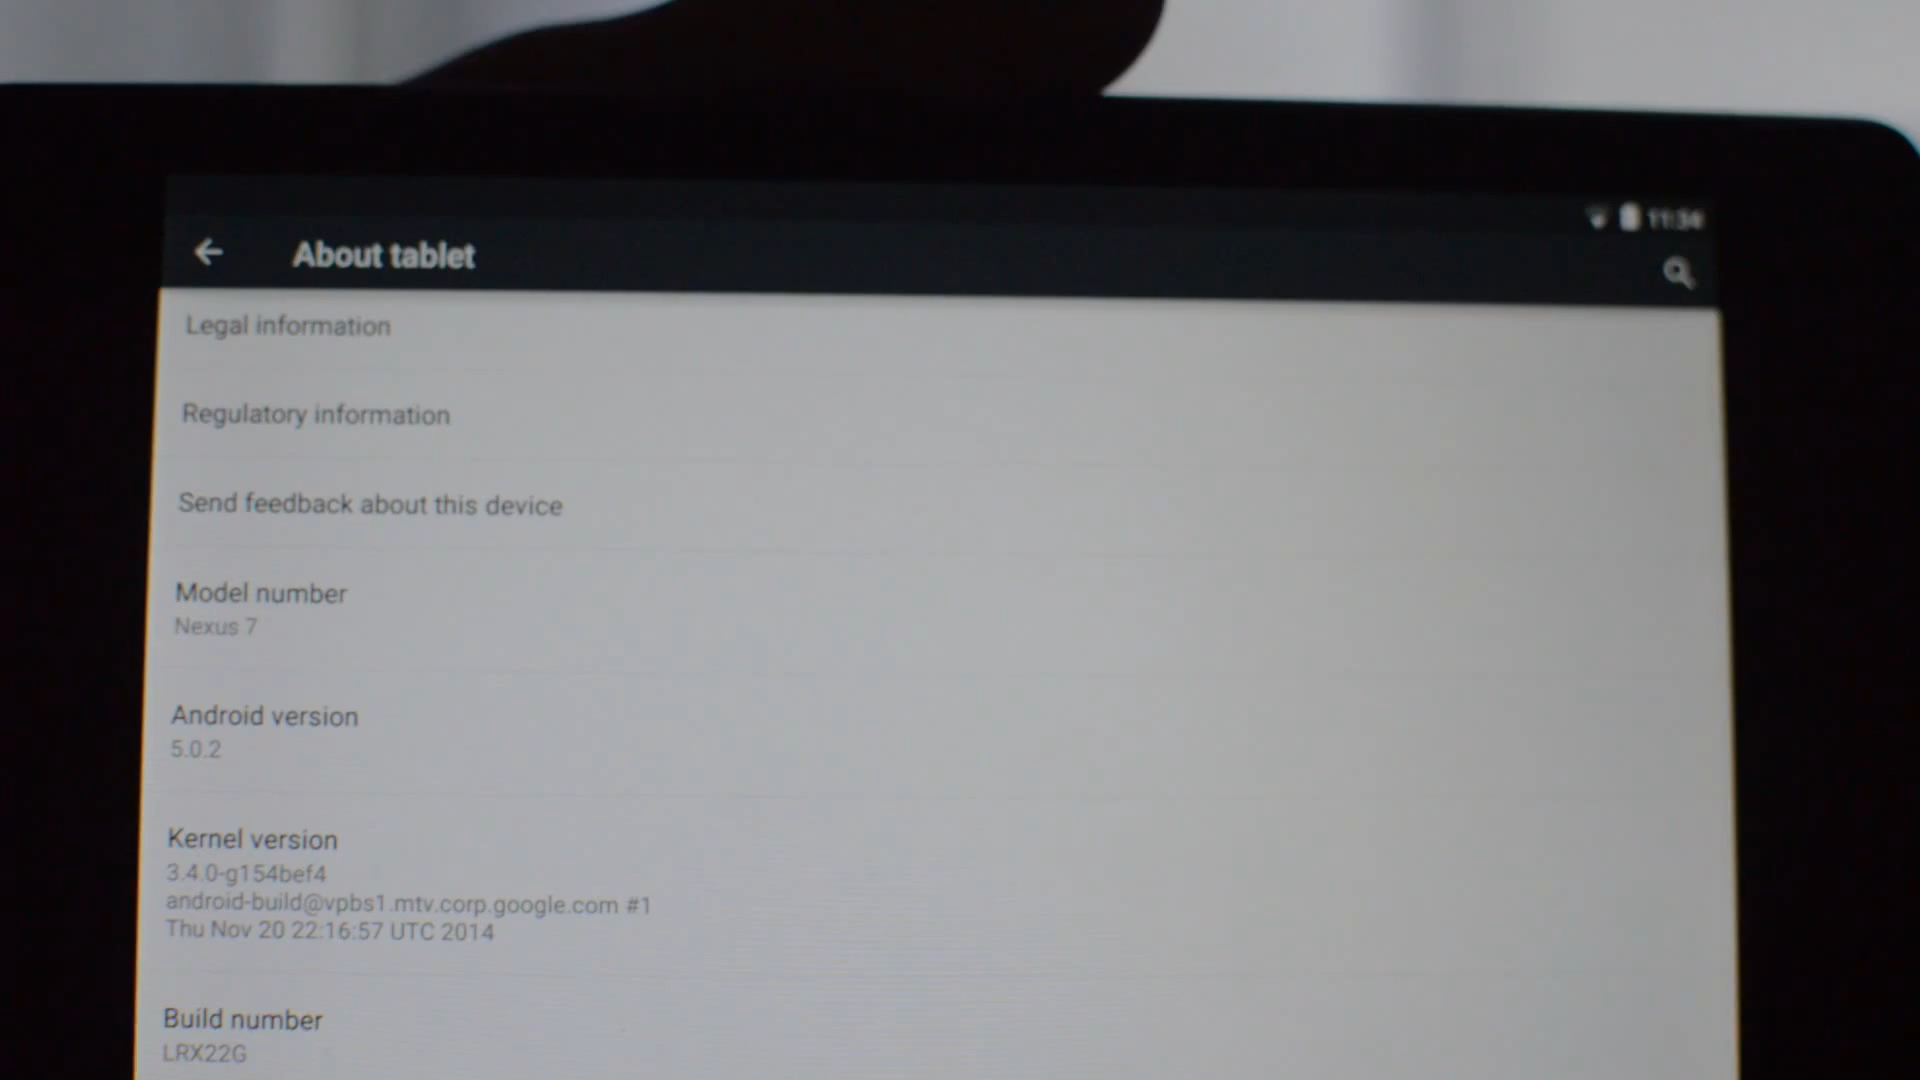 11:34
About tablet
Legal information
Regulatory information
Send feedback about this device
Model number
Nexus 7
Android version
5.0.2
Kernel version
3.4.0-g154bef4
android-build@vpbs1.mtv.corp.google.com #1
Thu Nov 20 22:16:57 UTC 2014
Build number
LRX22G